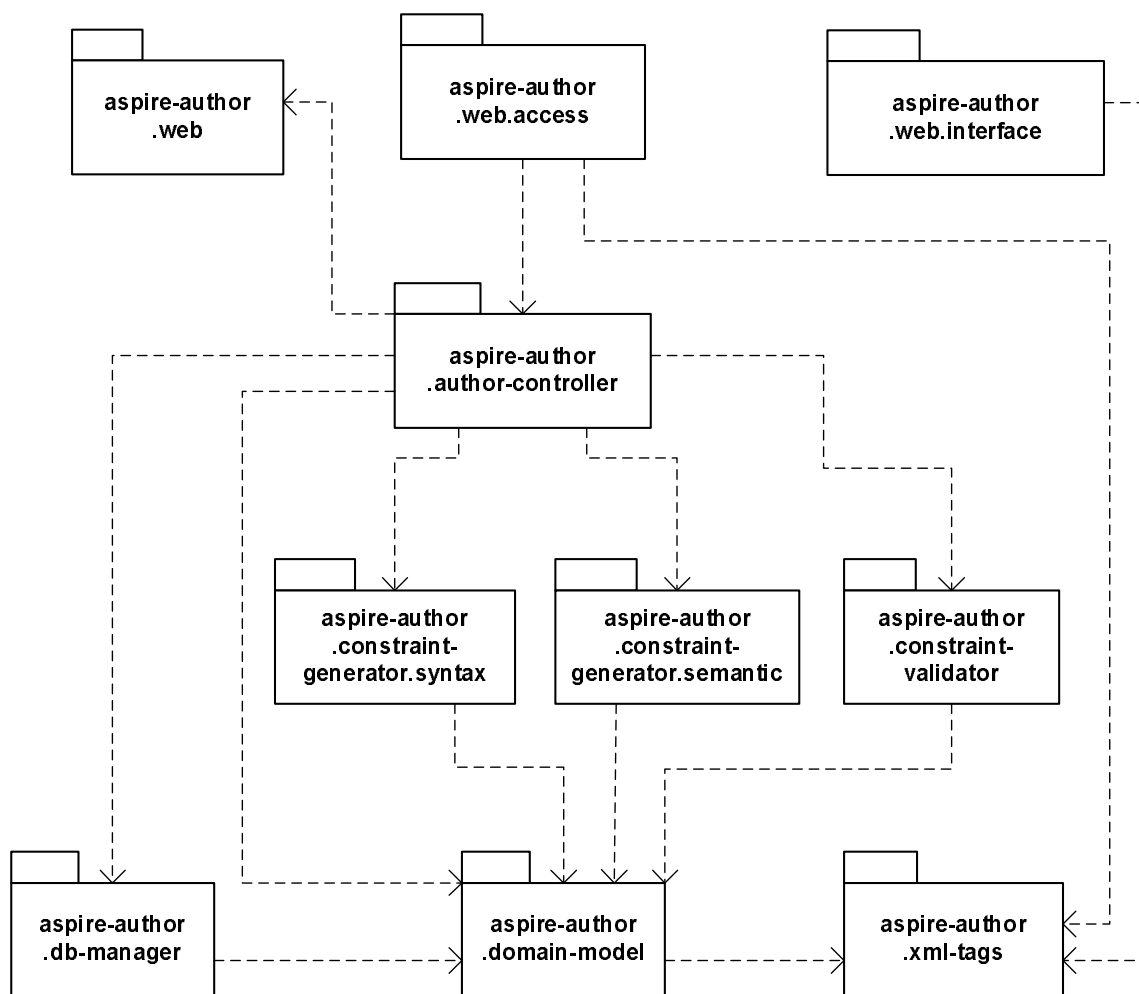 aspire-author
.web
aspire-author
.web.access
aspire-author
.web.interface
aspire-author
.author-controller
aspire-author
.constraint-
generator.syntax
aspire-author
.constraint-
generator.semantic
aspire-author
.constraint-
validator
aspire-author
.db-manager
aspire-author
.domain-model
aspire-author
.xml-tags